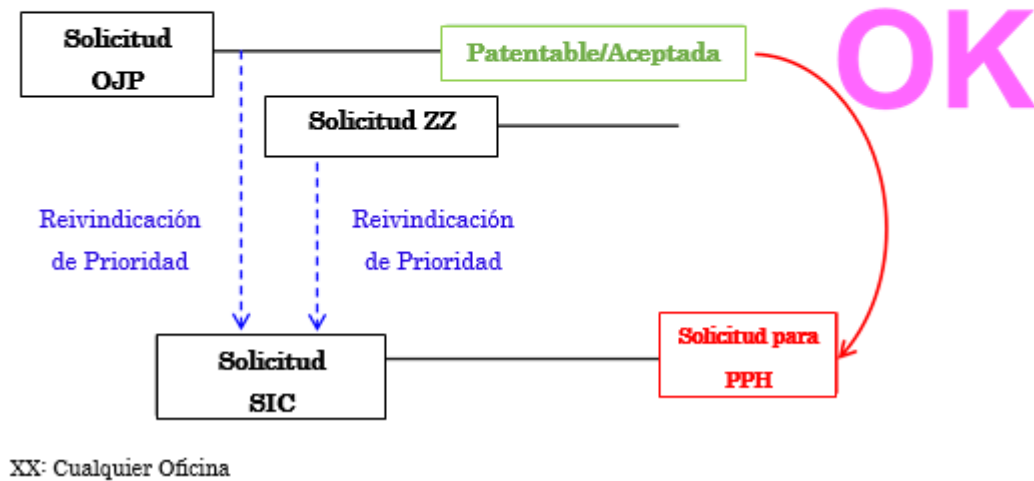 Solicitud
OJP
Patentable/Aceptada
OK
Solicitud ZZ
Reivindicación
de Prioridad
Reivindicación
de Prioridad
Solicitud
SIC
Solicitud para
PPH
XX: Cualquier Oficina